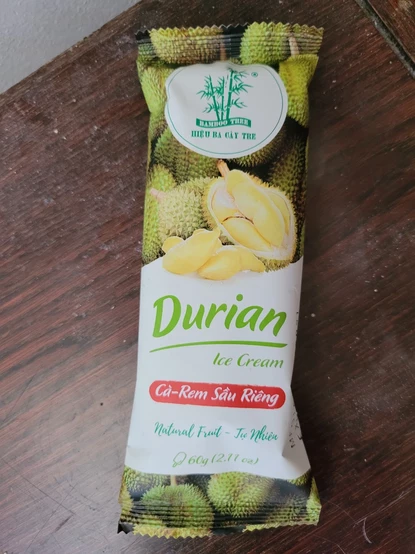 BAMBOO TREE ®
HIỆU BA CÂY TRE
Durian
Ice Cream
Cà-Rem Sầu Riêng
Natural Fruit - Tự Nhiên
60g (2.11 oz)